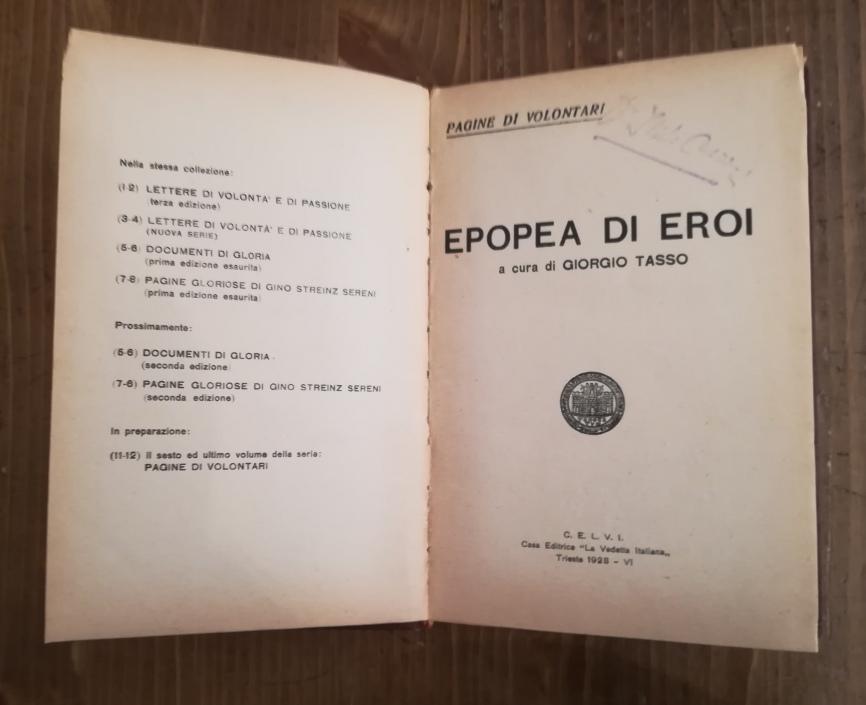 Nella stessa collezione:
(1-2) LETTERE DI VOLONTA' E DI PASSIONE
(terza edizione)
(3-4) LETTERE DI VOLONTA' E DI PASSIONE
(NUOVA SERIE)
(5-6) DOCUMENTI DI GLORIA
(prima edizione esaurita)
(7-8) PAGINE GLORIOSE DI GINO STREINZ SERENI
(prima edizione esaurita)
Prossimamente:
(5-6) DOCUMENTI DI GLORIA.
(seconda edizione)
(7-6) PAGINE GLORIOSE DI GINO STREINZ SERENI
(seconda edizione)
In preparazione:
(11-12) Il sesto ed ultimo volume della serie:
PAGINE DI VOLONTARI
PAGINE DI VOLONTARI
EPOPEA DI EROI
a cura di GIORGIO TASSO
C. E. L. V. I.
Casa Editrice "La Vedetta Italiana„
Trieste 1928 - VI